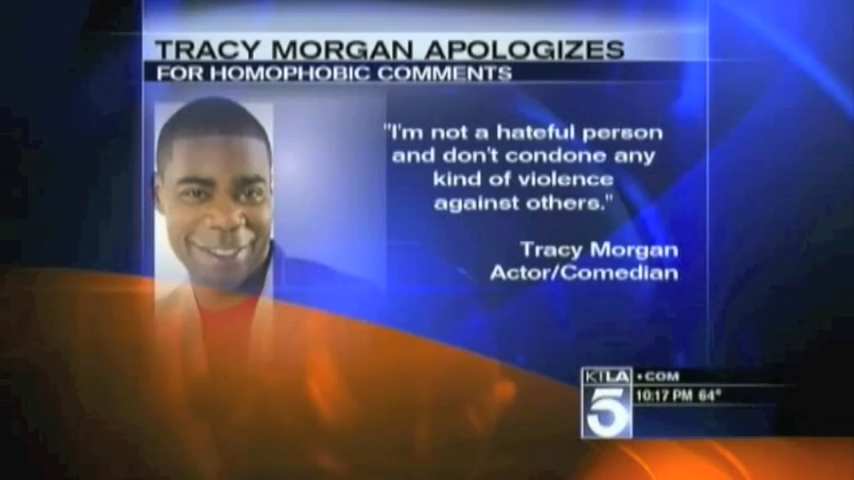 TRACY MORGAN APOLOGIZES
FOR HOMOPHOBIC COMMENTS
"I'm not a hateful person
and don't condone any
kind of violence
against others."
Tracy Morgan
Actor/Comedian
KTLA •COM
5 10:17 PM 64°